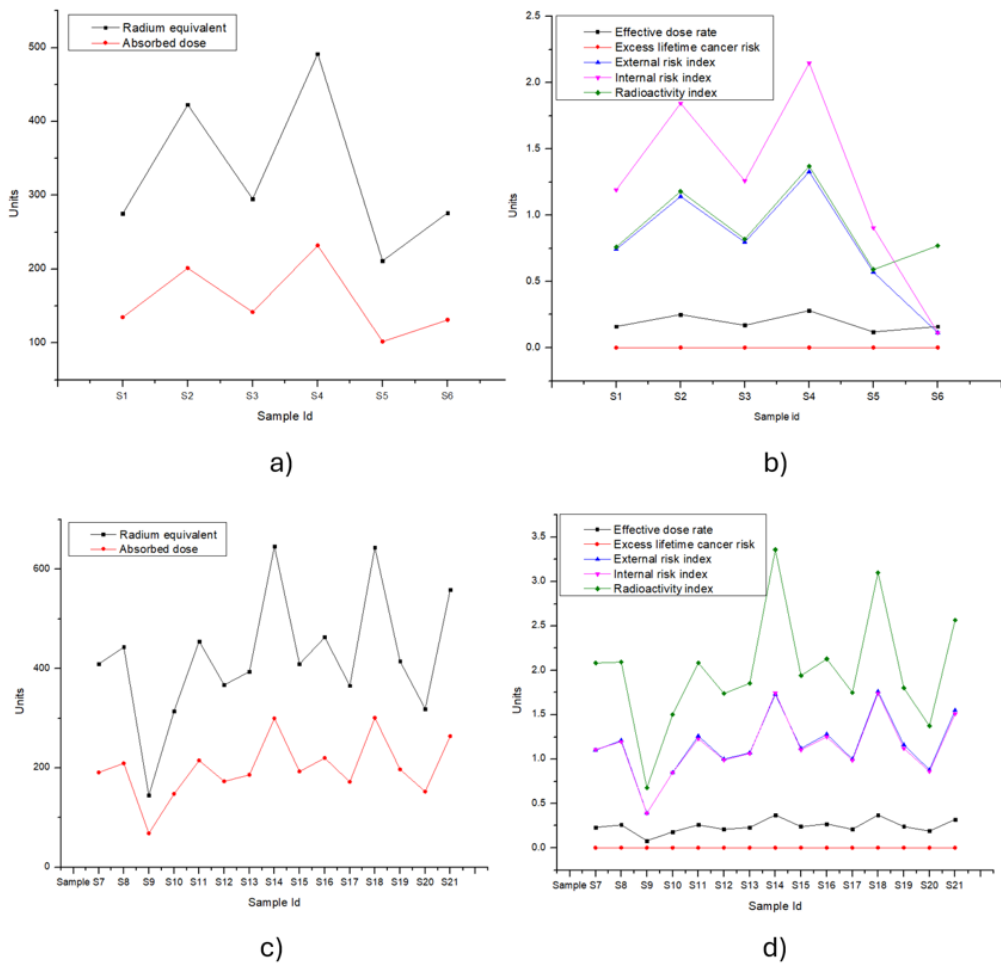 Radium equivalent
Absorbed dose
500
400
300
200
100
Units
S1 S2 S3 S4 S5 S6
Sample Id
a)
Effective dose rate
Excess lifetime cancer risk
External risk index
Internal risk index
Radioactivity index
2.5
2.0
1.5
1.0
0.5
0.0
Units
S1 S2 S3 S4 S5 S6
Sample id
b)
Radium equivalent
Absorbed dose
600
400
200
0
Units
Sample S7 S8 S9 S10 S11 S12 S13 S14 S15 S16 S17 S18 S19 S20 S21
Sample Id
c)
Effective dose rate
Excess lifetime cancer risk
External risk index
Internal risk index
Radioactivity index
3.5
3.0
2.5
2.0
1.5
1.0
0.5
0.0
Units
Sample S7 S8 S9 S10 S11 S12 S13 S14 S15 S16 S17 S18 S19 S20 S21
Sample Id
d)